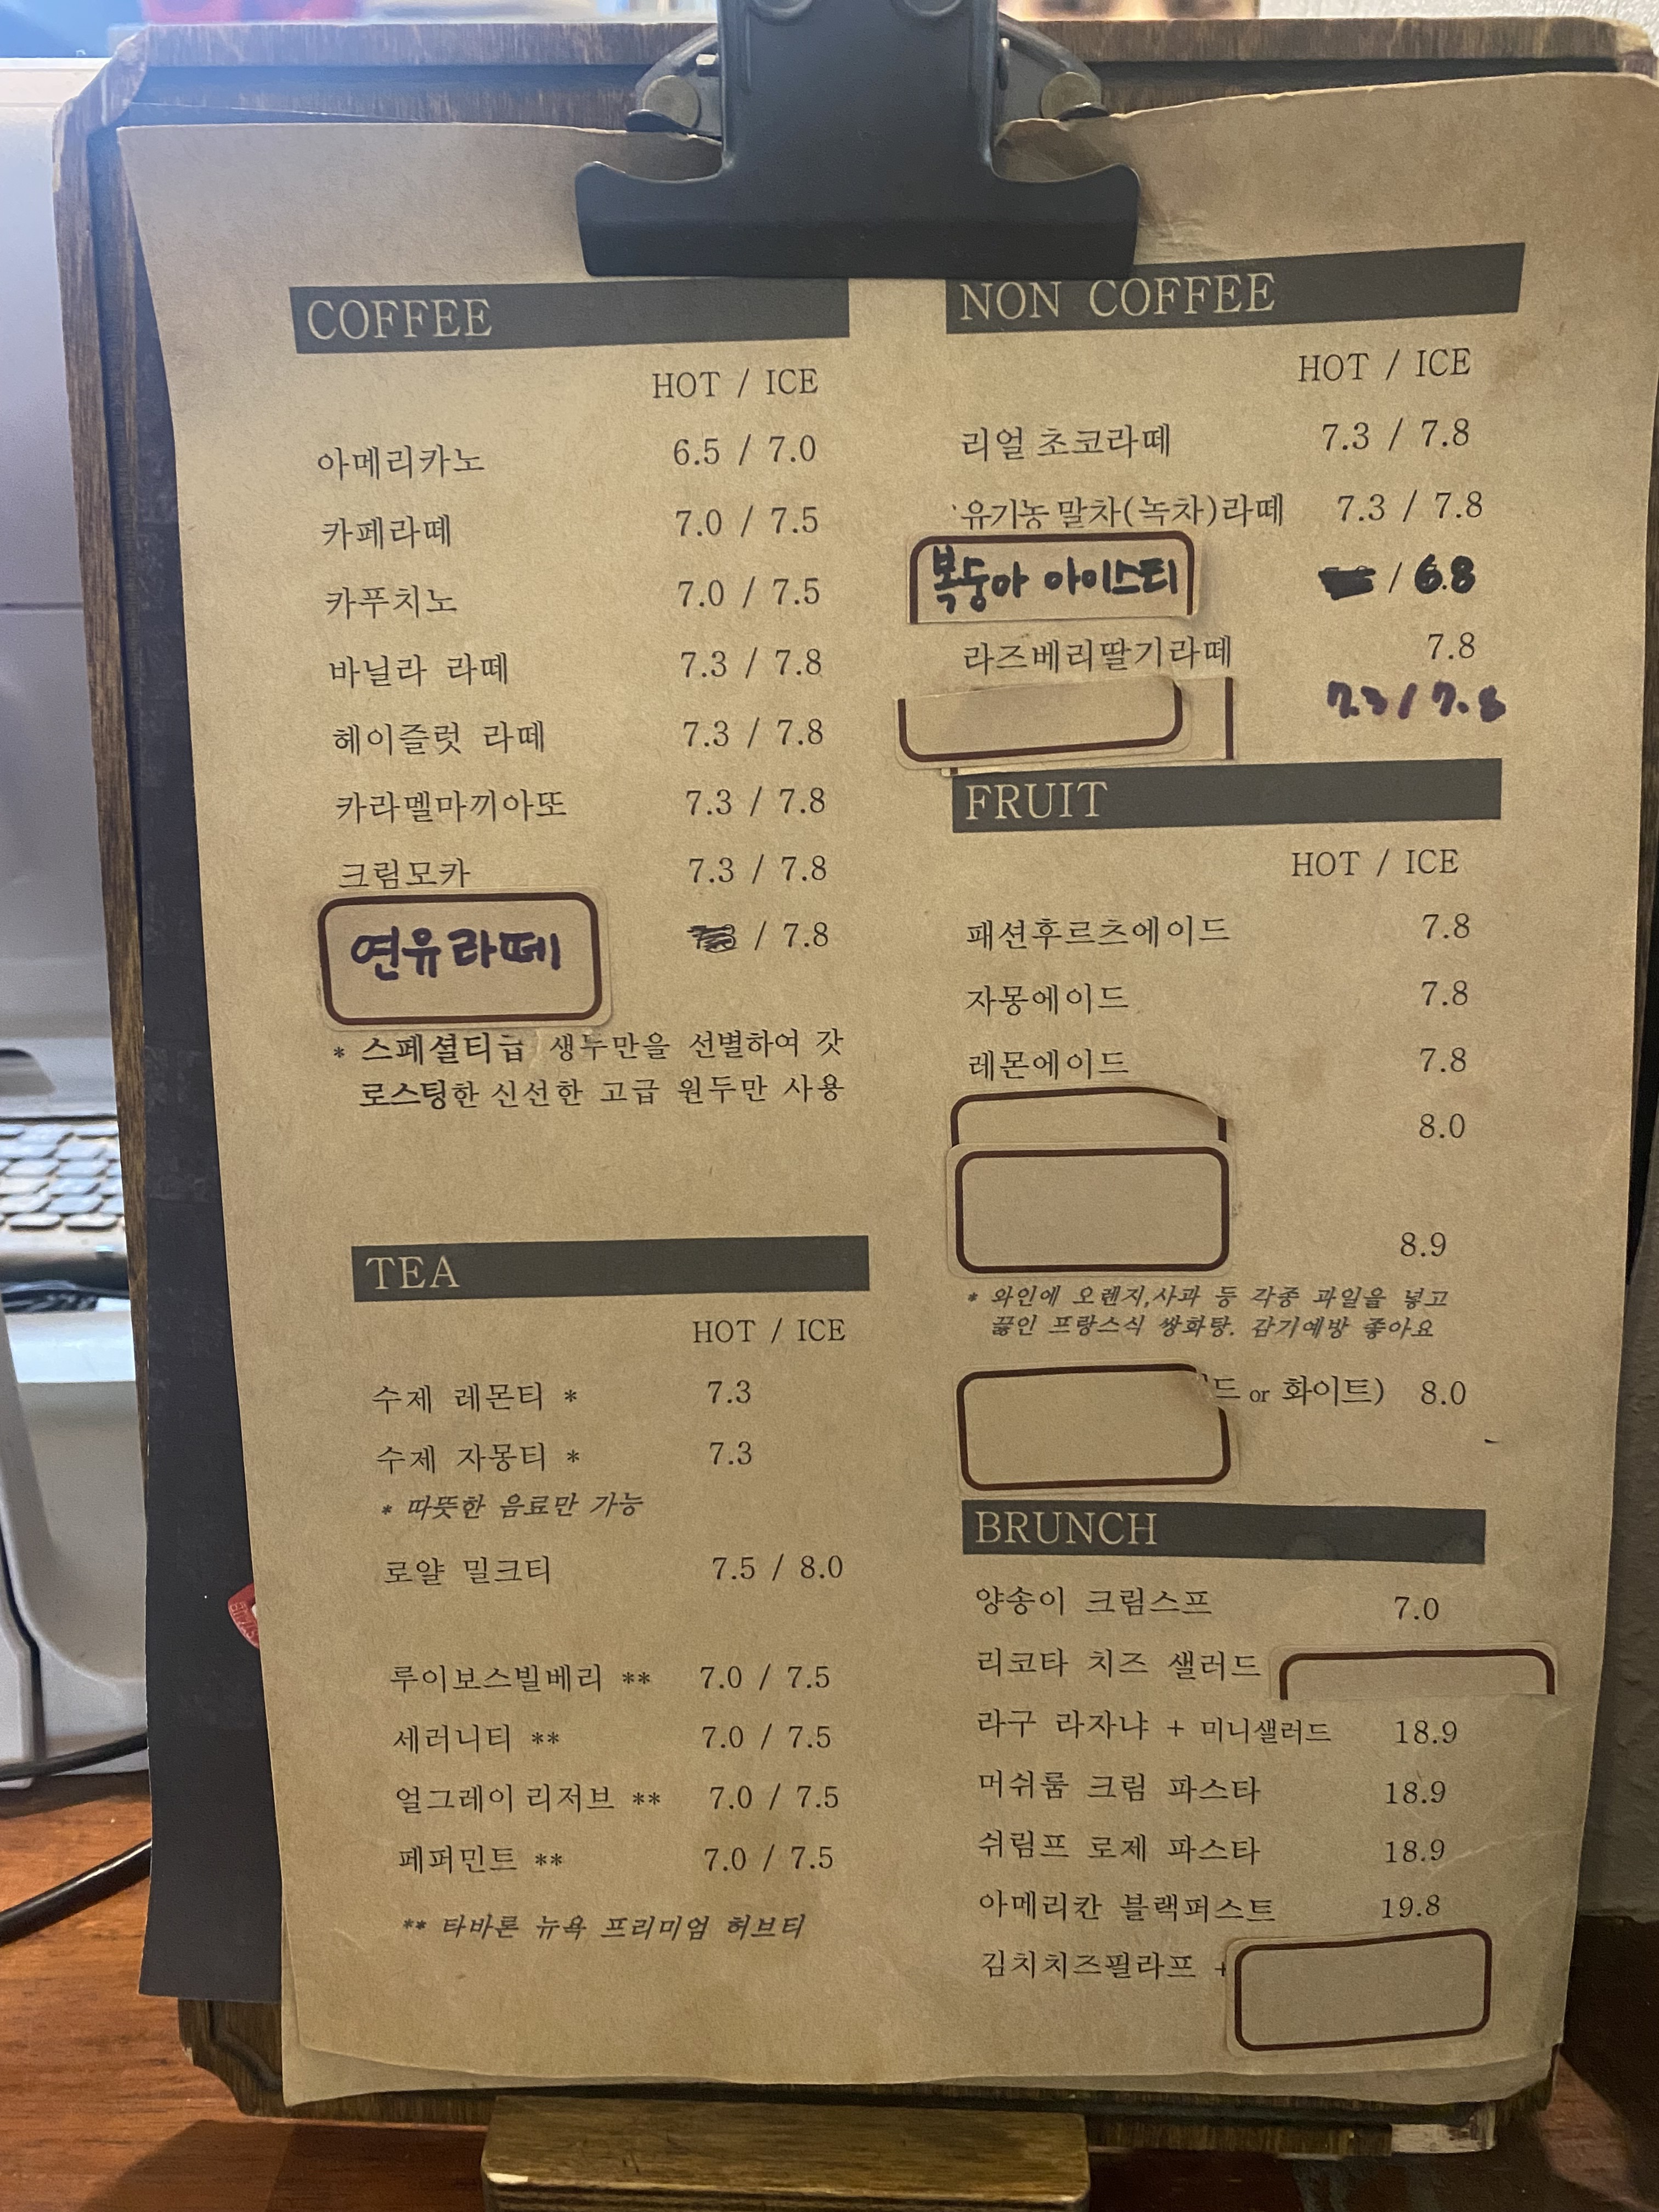 COFFEE
HOT / ICE
아메리카노 6.5 / 7.0
카페라떼 7.0 / 7.5
카푸치노 7.0 / 7.5
바닐라 라떼 7.3 / 7.8
헤이즐럿 라떼 7.3 / 7.8
카라멜마끼아또 7.3 / 7.8
크림모카 7.3 / 7.8
연유라떼 / 7.8
* 스페셜티급 생두만을 선별하여 갓
로스팅한 신선한 고급 원두만 사용
TEA
HOT / ICE
수제 레몬티 * 7.3
수제 자몽티 * 7.3
* 따뜻한 음료만 가능
로얄 밀크티 7.5 / 8.0
루이보스빌베리 ** 7.0 / 7.5
세러니티 ** 7.0 / 7.5
얼그레이 리저브 ** 7.0 / 7.5
페퍼민트 ** 7.0 / 7.5
** 타바론 뉴욕 프리미엄 허브티
NON COFFEE
HOT / ICE
리얼 초코라떼 7.3 / 7.8
유기농 말차(녹차)라떼 7.3 / 7.8
복숭아 아이스티 / 6.8
라즈베리딸기라떼 7.8
7.3 / 7.8
FRUIT
HOT / ICE
패션후르츠에이드 7.8
자몽에이드 7.8
레몬에이드 7.8
8.0
8.9
* 와인에 오렌지,사과 등 각종 과일을 넣고
끓인 프랑스식 쌍화탕. 감기예방 좋아요
드 or 화이트) 8.0
BRUNCH
양송이 크림스프 7.0
리코타 치즈 샐러드
라구 라자냐 + 미니샐러드 18.9
머쉬룸 크림 파스타 18.9
쉬림프 로제 파스타 18.9
아메리칸 블랙퍼스트 19.8
김치치즈필라프 +